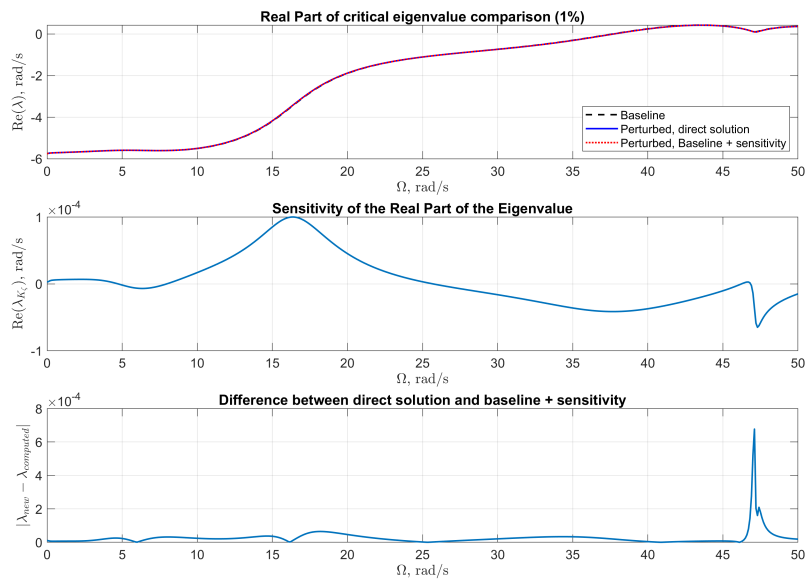 Real Part of critical eigenvalue comparison (1%)
Re(λ), rad/s
0
-2
-4
-6
Baseline
Perturbed, direct solution
Perturbed, Baseline + sensitivity
0 5 10 15 20 25 30 35 40 45 50
Ω, rad/s
Sensitivity of the Real Part of the Eigenvalue
×10⁻⁴
Re(λ_{K_ζ}), rad/s
1
0
-1
0 5 10 15 20 25 30 35 40 45 50
Ω, rad/s
Difference between direct solution and baseline + sensitivity
×10⁻⁴
|λ_{new} − λ_{computed}|
8
6
4
2
0
0 5 10 15 20 25 30 35 40 45 50
Ω, rad/s